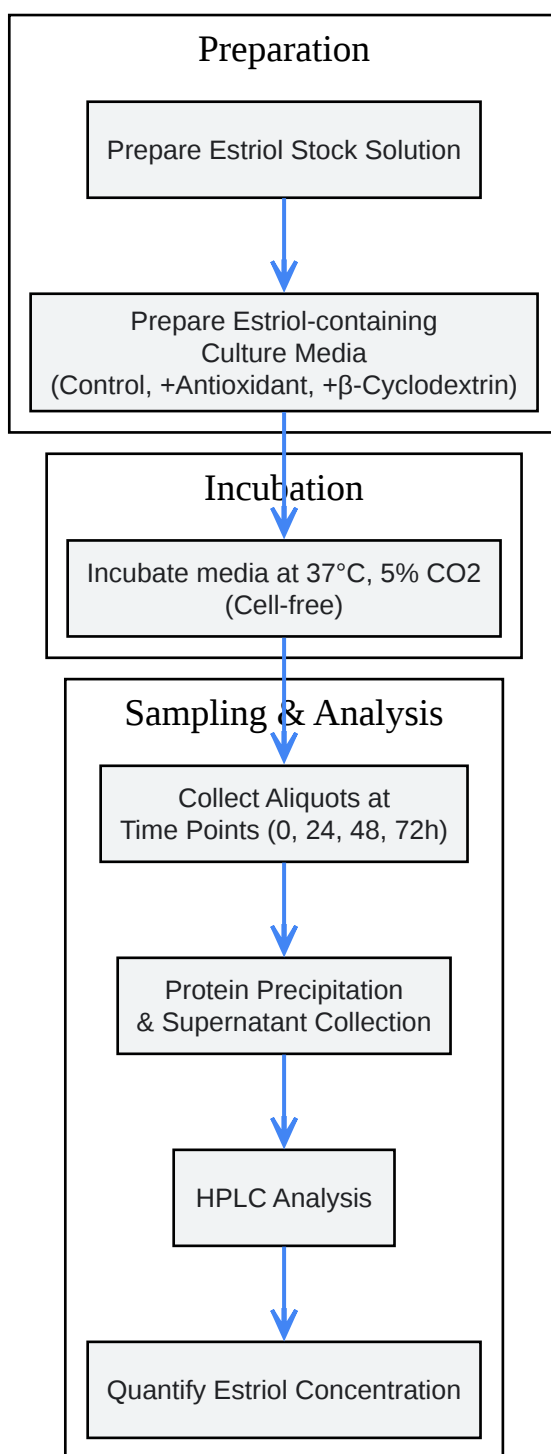 Preparation
Prepare Estriol Stock Solution
Prepare Estriol-containing
Culture Media
(Control, +Antioxidant, +β-Cyclodextrin)
Incubation
Incubate media at 37°C, 5% CO2
(Cell-free)
Sampling & Analysis
Collect Aliquots at
Time Points (0, 24, 48, 72h)
Protein Precipitation
& Supernatant Collection
HPLC Analysis
Quantify Estriol Concentration